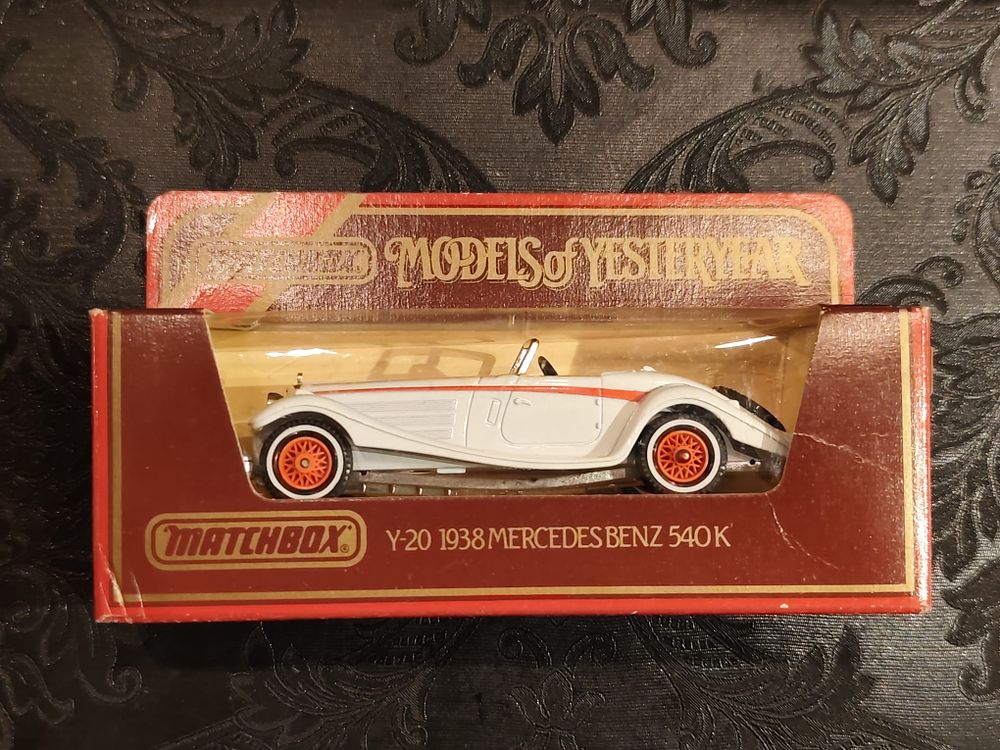 MODELS of YESTERYEAR
MATCHBOX®
Y-20 1938 MERCEDES BENZ 540 K